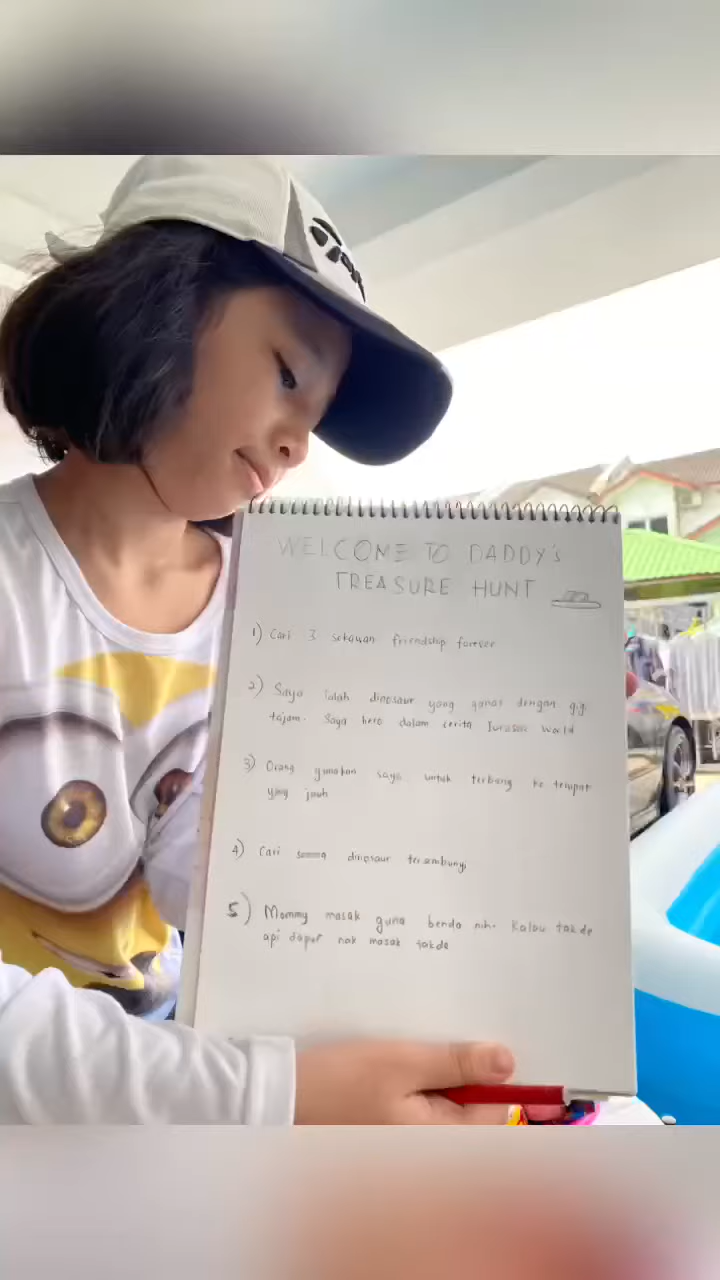 WELCOME TO DADDY's
TREASURE HUNT
1) Cari 3 sekawan friendship forever
2) Saya ialah dinosaur yang ganas dengan gigi
tajam. Saya hero dalam cerita Jurassic World
3) Orang gunakan saya untuk terbang ke tempat
yang jauh
4) Cari dinosaur tersembunyi
5) Mommy masak guna benda nih. Kalau takde
api dapur nak masak takde